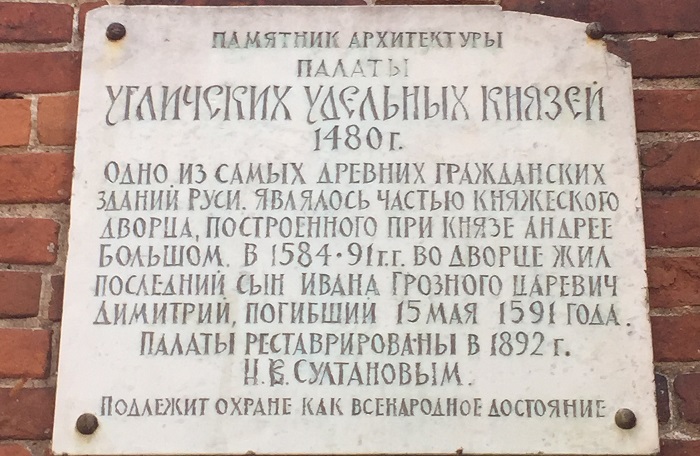 ПАМЯТНИК АРХИТЕКТУРЫ
ПАЛАТЫ
УГЛИЧСКИХ УДЕЛЬНЫХ КНЯЗЕЙ
1480 г.
ОДНО ИЗ САМЫХ ДРЕВНИХ ГРАЖДАНСКИХ
ЗДАНИЙ РУСИ. ЯВЛЯЛОСЬ ЧАСТЬЮ КНЯЖЕСКОГО
ДВОРЦА, ПОСТРОЕННОГО ПРИ КНЯЗЕ АНДРЕЕ
БОЛЬШОМ. В 1584·91 г.г. ВО ДВОРЦЕ ЖИЛ
ПОСЛЕДНИЙ СЫН ИВАНА ГРОЗНОГО ЦАРЕВИЧ
ДИМИТРИЙ, ПОГИБШИЙ 15 МАЯ 1591 ГОДА.
ПАЛАТЫ РЕСТАВРИРОВАНЫ В 1892 г.
Н.В. СУЛТАНОВЫМ.
ПОДЛЕЖИТ ОХРАНЕ КАК ВСЕНАРОДНОЕ ДОСТОЯНИЕ